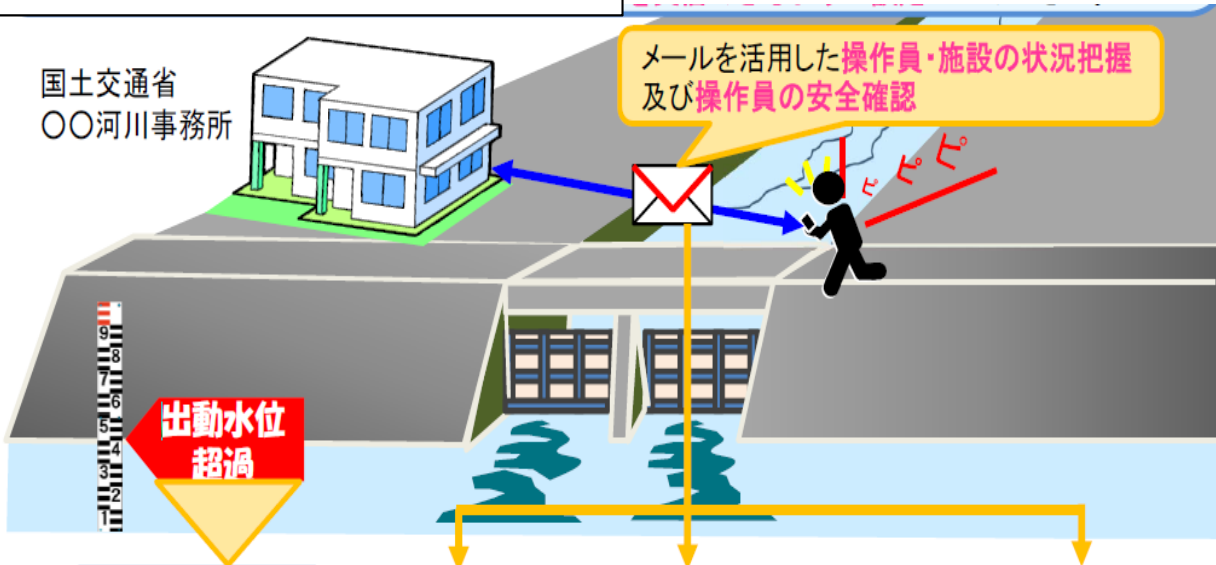 国土交通省
〇〇河川事務所
メールを活用した操作員・施設の状況把握
及び操作員の安全確認
ピ ピ ピ
9
8
7
6
5
4
3
2
1
出動水位
超過